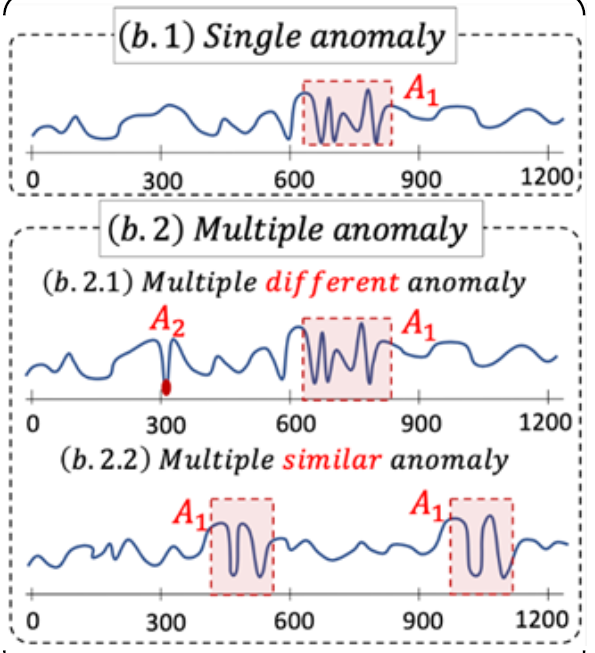 (b. 1) Single anomaly
A₁
0 300 600 900 1200
(b. 2) Multiple anomaly
(b. 2.1) Multiple different anomaly
A₂ A₁
0 300 600 900 1200
(b. 2.2) Multiple similar anomaly
A₁ A₁
0 300 600 900 1200